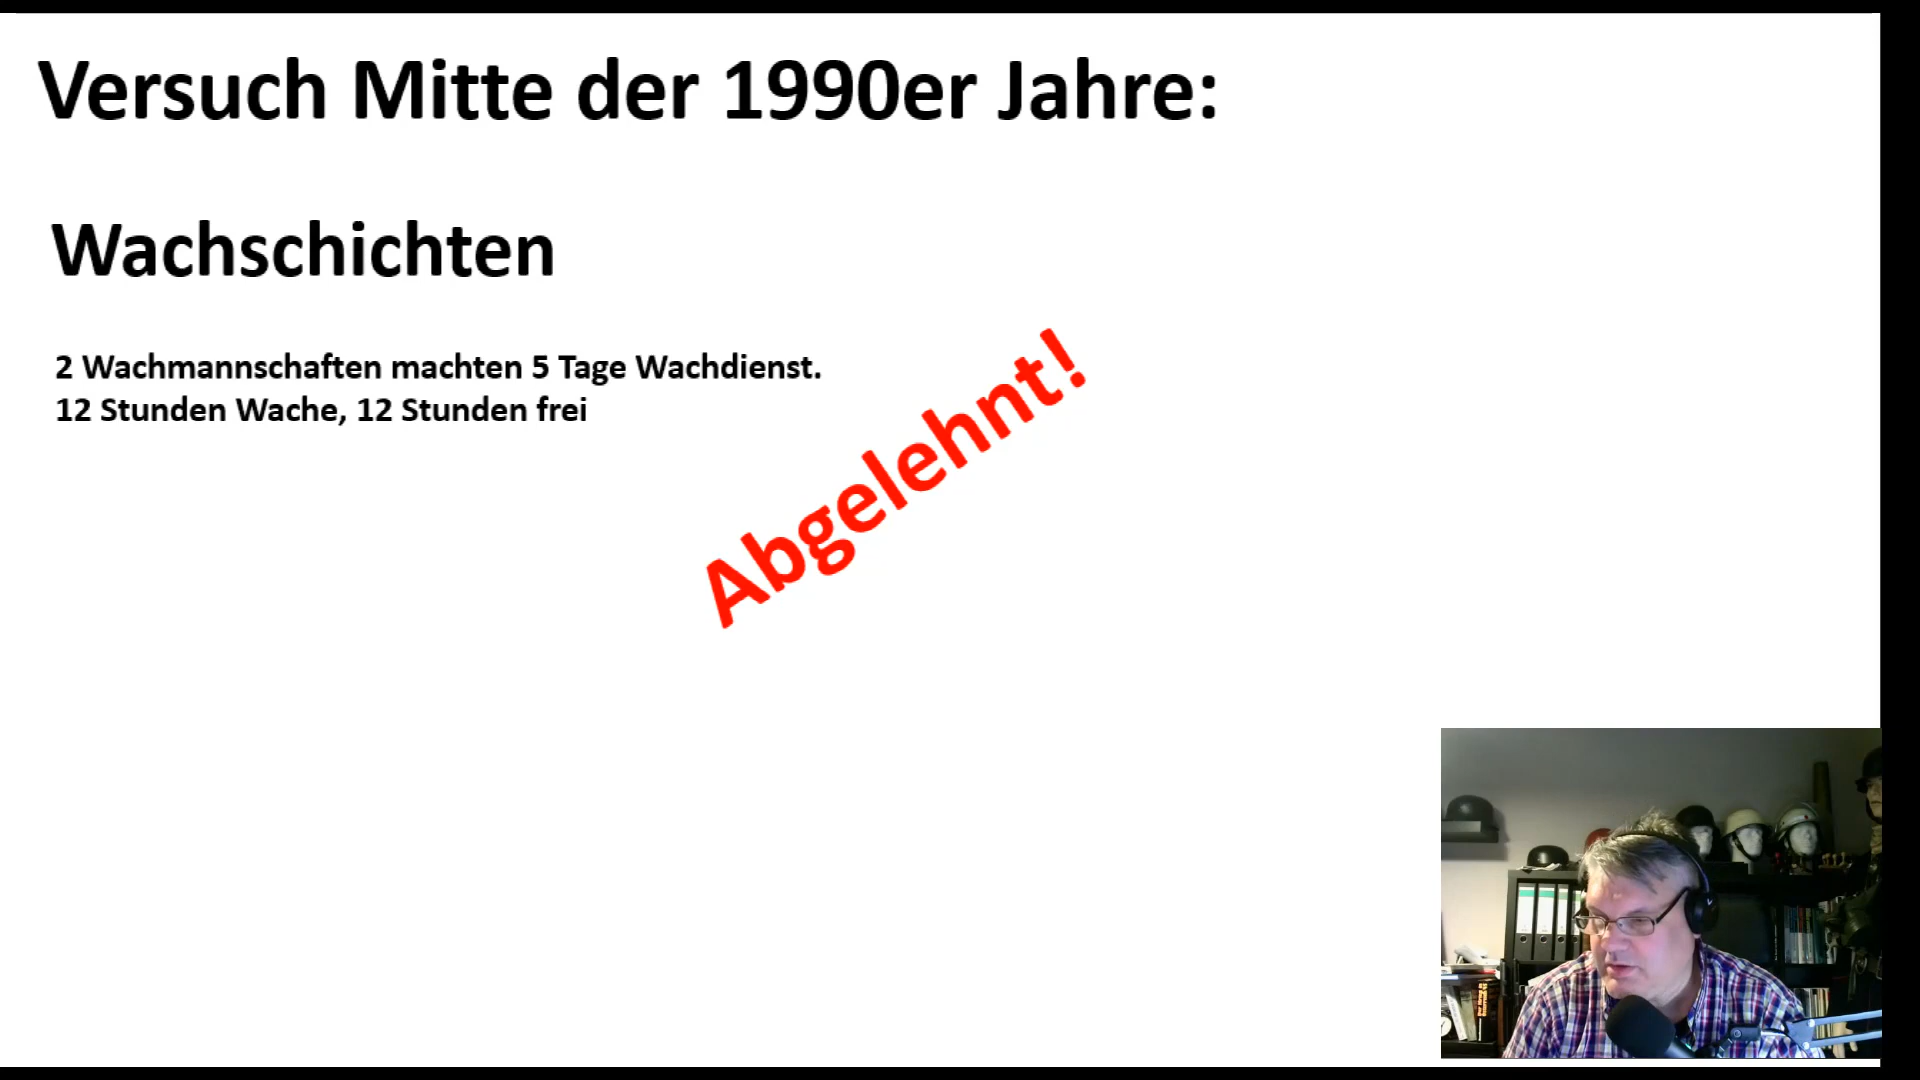 Versuch Mitte der 1990er Jahre:
Wachschichten
2 Wachmannschaften machten 5 Tage Wachdienst.
12 Stunden Wache, 12 Stunden frei
Abgelehnt!